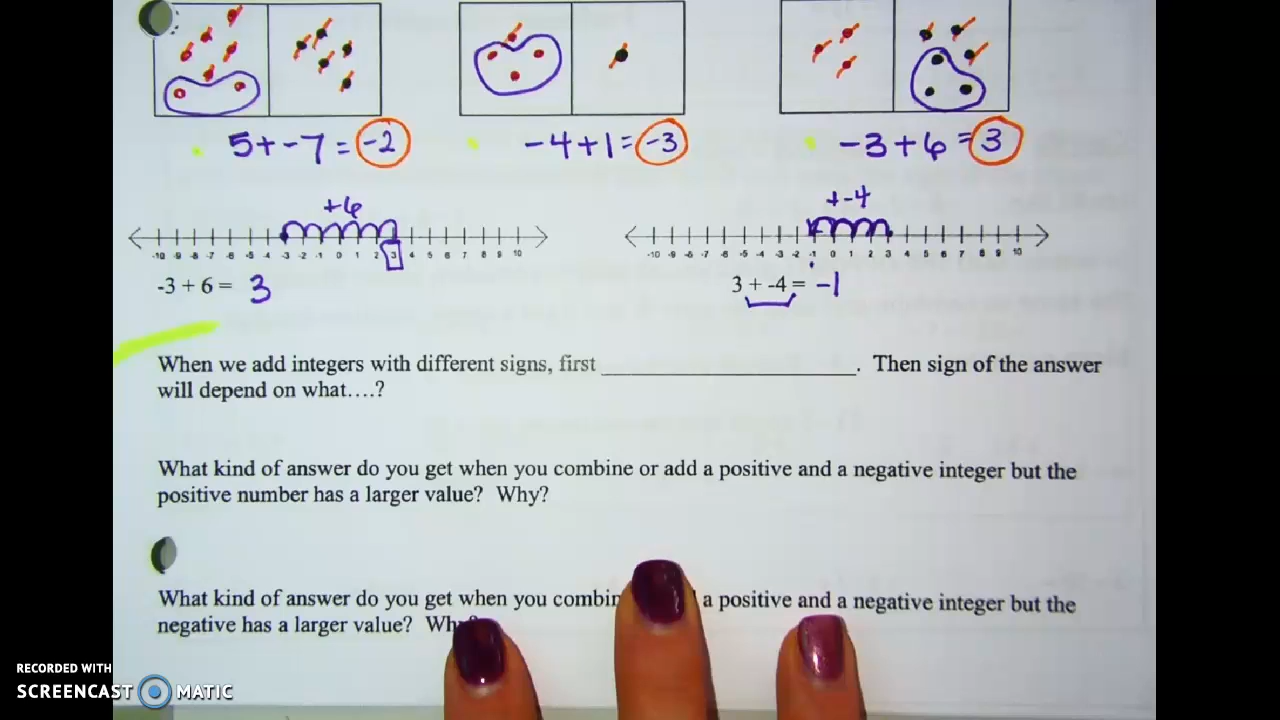 5 + -7 = -2
-4 + 1 = -3
-3 + 6 = 3
+6
+ -4
-10 -9 -8 -7 -6 -5 -4 -3 -2 -1 0 1 2 3 4 5 6 7 8 9 10
-10 -9 -8 -7 -6 -5 -4 -3 -2 -1 0 1 2 3 4 5 6 7 8 9 10
-3 + 6 = 3
3 + -4 = -1
When we add integers with different signs, first ________________________. Then sign of the answer
will depend on what....?
What kind of answer do you get when you combine or add a positive and a negative integer but the
positive number has a larger value? Why?
What kind of answer do you get when you combin a positive and a negative integer but the
negative has a larger value? Why?
RECORDED WITH
SCREENCAST MATIC